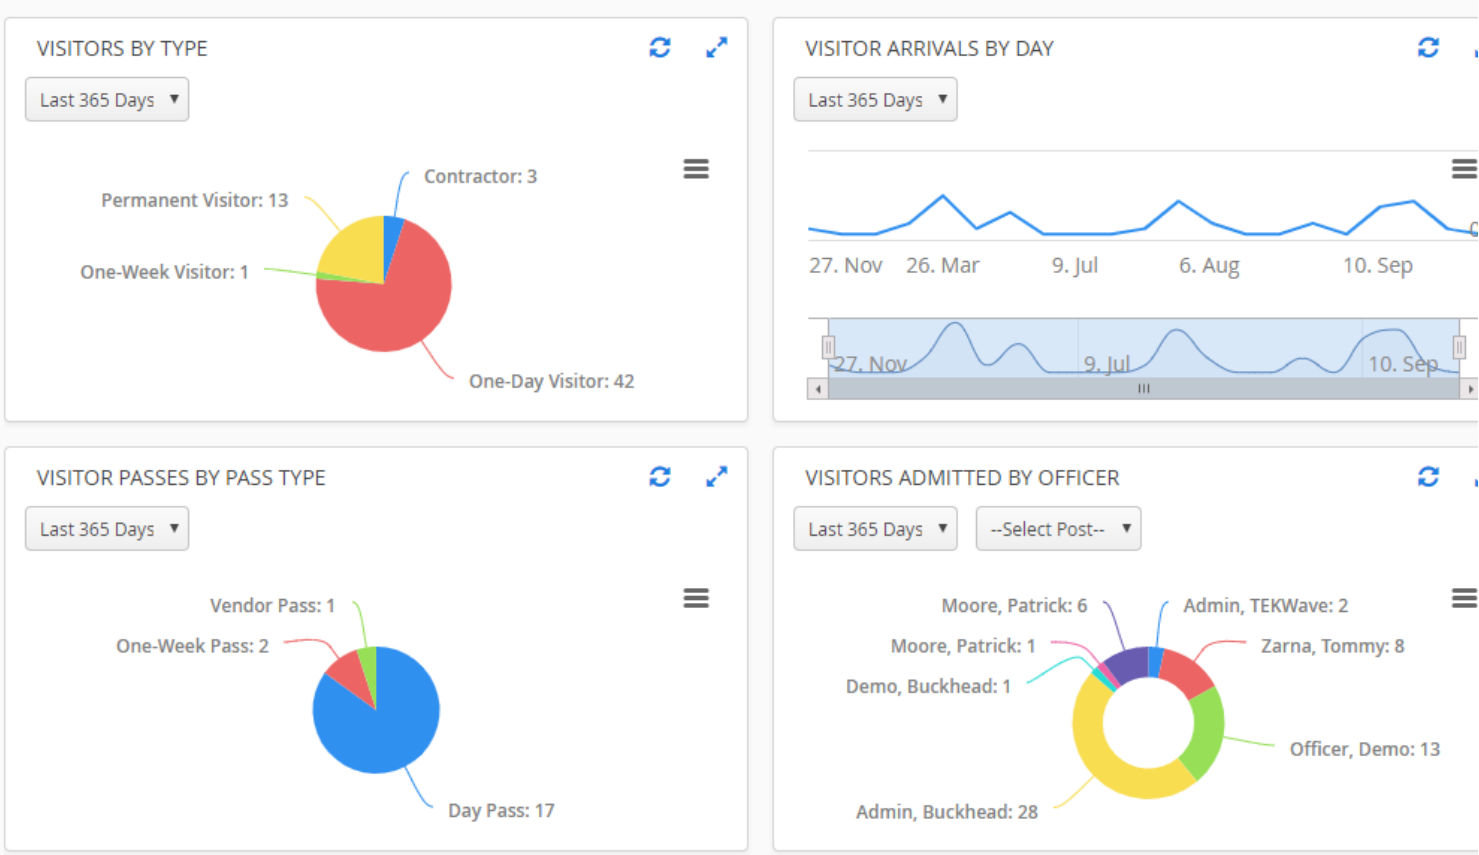 VISITORS BY TYPE
Last 365 Days
Contractor: 3
Permanent Visitor: 13
One-Week Visitor: 1
One-Day Visitor: 42
VISITOR ARRIVALS BY DAY
Last 365 Days
0
27. Nov 26. Mar 9. Jul 6. Aug 10. Sep
27. Nov 9. Jul 10. Sep
VISITOR PASSES BY PASS TYPE
Last 365 Days
Vendor Pass: 1
One-Week Pass: 2
Day Pass: 17
VISITORS ADMITTED BY OFFICER
Last 365 Days --Select Post--
Moore, Patrick: 6 Admin, TEKWave: 2
Moore, Patrick: 1 Zarna, Tommy: 8
Demo, Buckhead: 1
Officer, Demo: 13
Admin, Buckhead: 28